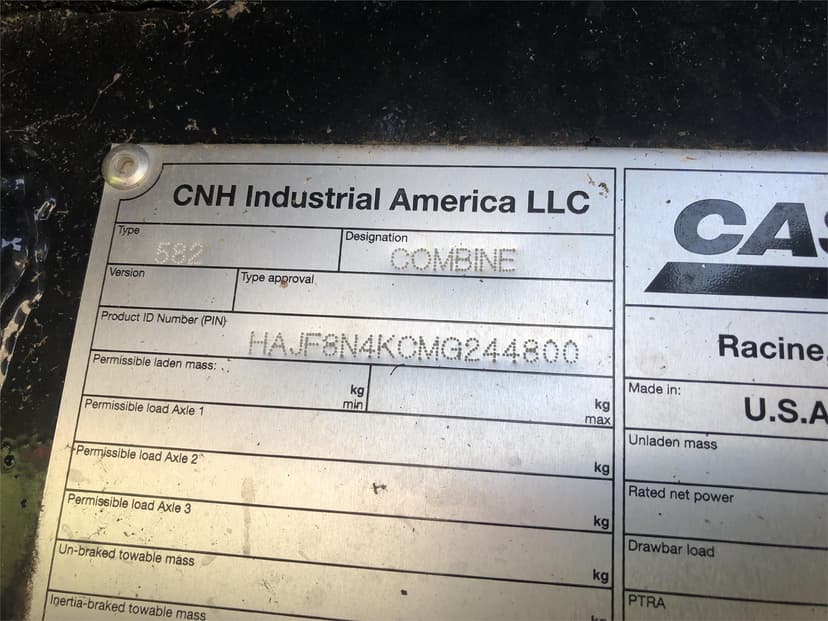 CNH Industrial America LLC
Type
582
Designation
COMBINE
Version
Type approval
Product ID Number (PIN)
HAJF8N4KCMG244800
Permissible laden mass:
kg
min
kg
max
Permissible load Axle 1
Permissible load Axle 2
kg
Permissible load Axle 3
kg
Un-braked towable mass
kg
Inertia-braked towable mass
kg
CAS
Racine,
Made in:
U.S.A
Unladen mass
Rated net power
Drawbar load
PTRA